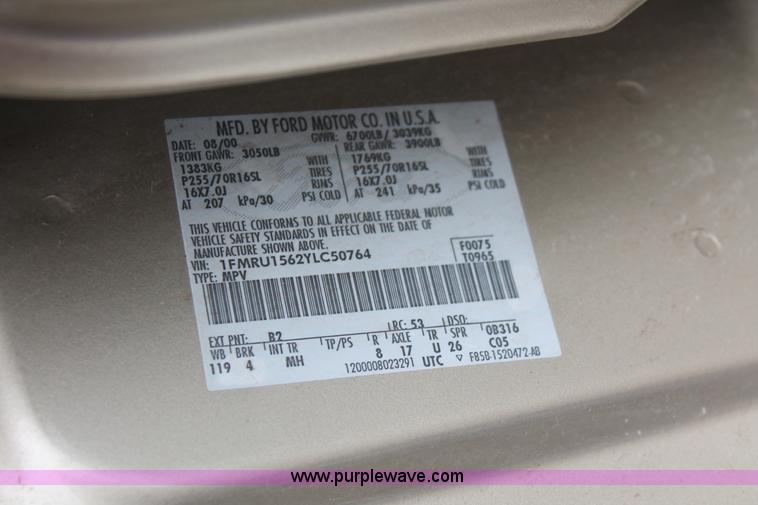 MFD. BY FORD MOTOR CO. IN U.S.A.
DATE: 08/00 GVWR: 6700LB/ 3039KG
FRONT GAWR: 3050LB REAR GAWR: 3900LB
1383KG WITH 1769KG WITH
P255/70R16SL TIRES P255/70R16SL TIRES
16X7.0J RIMS 16X7.0J RIMS
AT 207 kPa/30 PSI COLD AT 241 kPa/35 PSI COLD
THIS VEHICLE CONFORMS TO ALL APPLICABLE FEDERAL MOTOR
VEHICLE SAFETY STANDARDS IN EFFECT ON THE DATE OF
MANUFACTURE SHOWN ABOVE.
VIN: 1FMRU1562YLC50764 F0075
TYPE: MPV T0965
EXT PNT: B2 RC: 53 DSO:
WB BRK INT TR TP/PS R AXLE TR SPR 0B316
119 4 MH 8 17 U 26 C05
1200008023291 UTC ▽ F85B-1520472-AB
www.purplewave.com